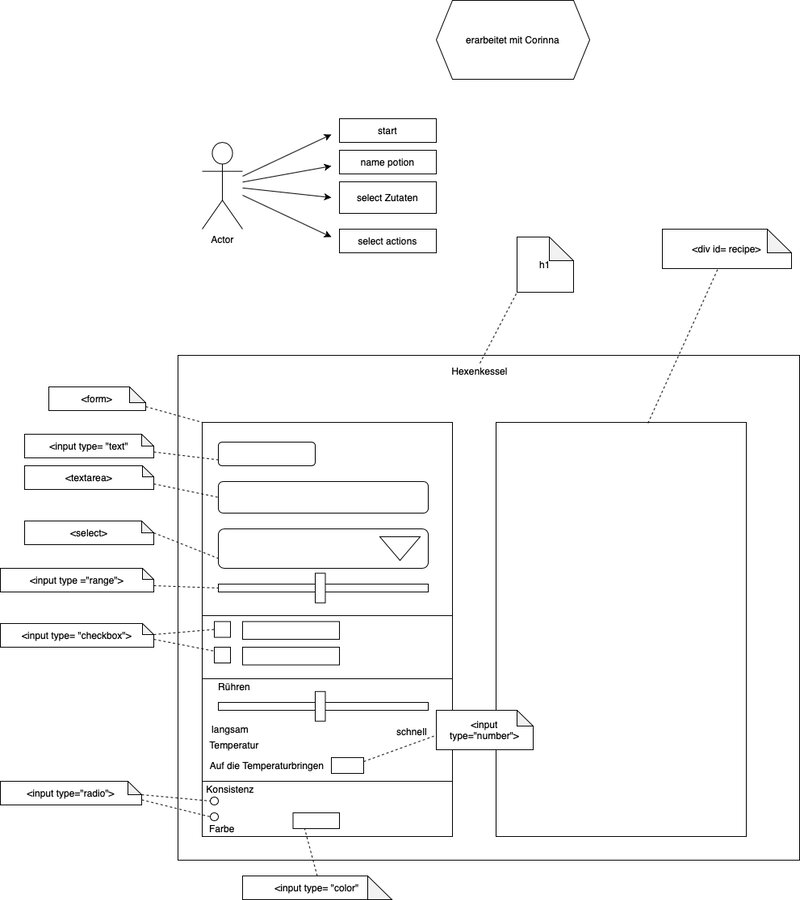 erarbeitet mit Corinna
start
name potion
select Zutaten
select actions
Actor
h1
<div id= recipe>
Hexenkessel
<form>
<input type= "text"
<textarea>
<select>
<input type ="range">
<input type= "checkbox">
Rühren
langsam
schnell
<input
type="number">
Temperatur
Auf die Temperaturbringen
<input type="radio">
Konsistenz
Farbe
<input type= "color"